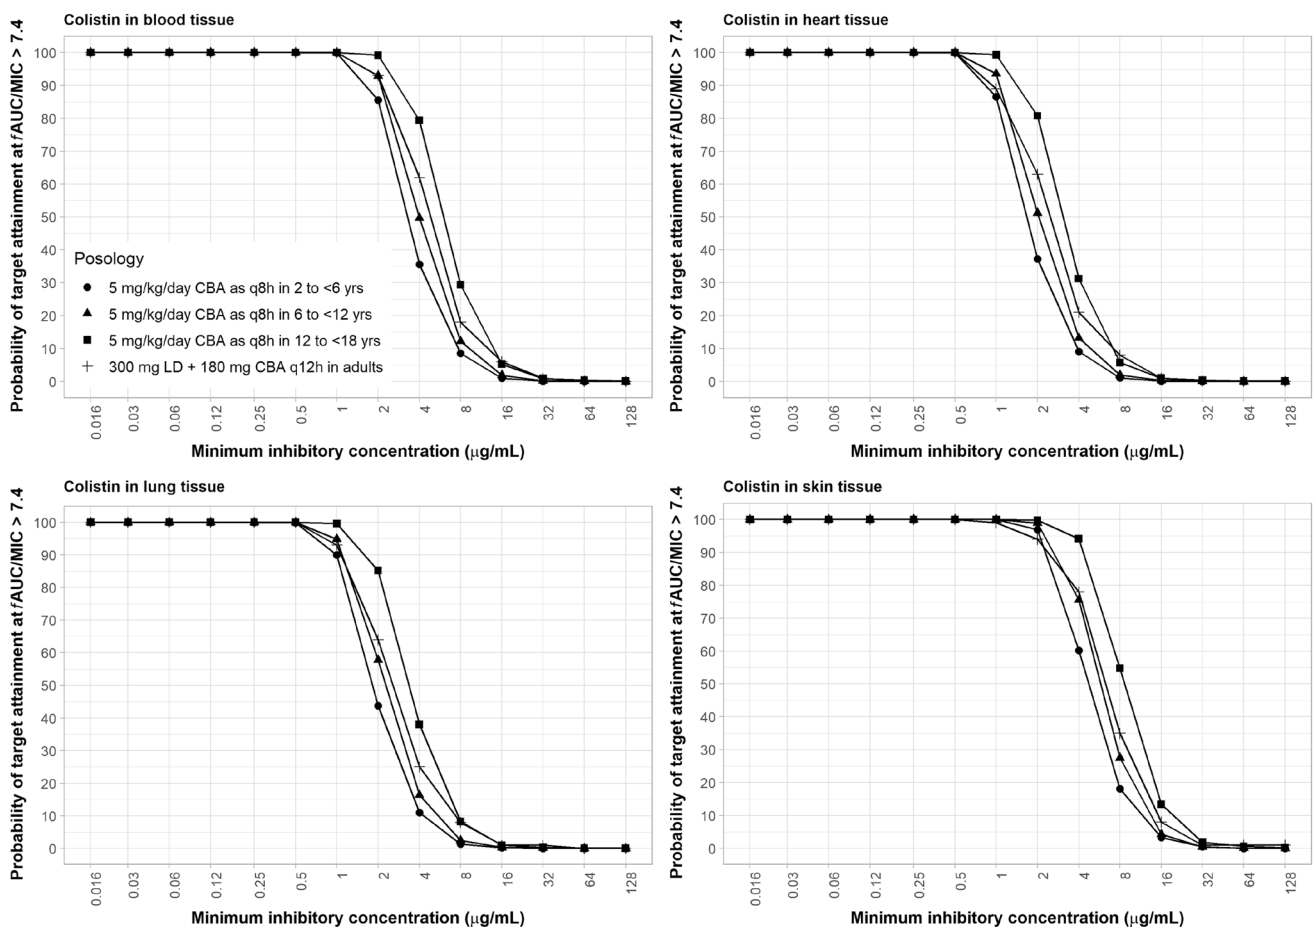 Colistin in blood tissue
Probability of target attainment at fAUC/MIC > 7.4
100
90
80
70
60
50
40
30
20
10
0
Posology
5 mg/kg/day CBA as q8h in 2 to <6 yrs
5 mg/kg/day CBA as q8h in 6 to <12 yrs
5 mg/kg/day CBA as q8h in 12 to <18 yrs
300 mg LD + 180 mg CBA q12h in adults
0.016 0.03 0.06 0.12 0.25 0.5 1 2 4 8 16 32 64 128
Minimum inhibitory concentration (μg/mL)
Colistin in heart tissue
Probability of target attainment at fAUC/MIC > 7.4
100
90
80
70
60
50
40
30
20
10
0
0.016 0.03 0.06 0.12 0.25 0.5 1 2 4 8 16 32 64 128
Minimum inhibitory concentration (μg/mL)
Colistin in lung tissue
Probability of target attainment at fAUC/MIC > 7.4
100
90
80
70
60
50
40
30
20
10
0
0.016 0.03 0.06 0.12 0.25 0.5 1 2 4 8 16 32 64 128
Minimum inhibitory concentration (μg/mL)
Colistin in skin tissue
Probability of target attainment at fAUC/MIC > 7.4
100
90
80
70
60
50
40
30
20
10
0
0.016 0.03 0.06 0.12 0.25 0.5 1 2 4 8 16 32 64 128
Minimum inhibitory concentration (μg/mL)